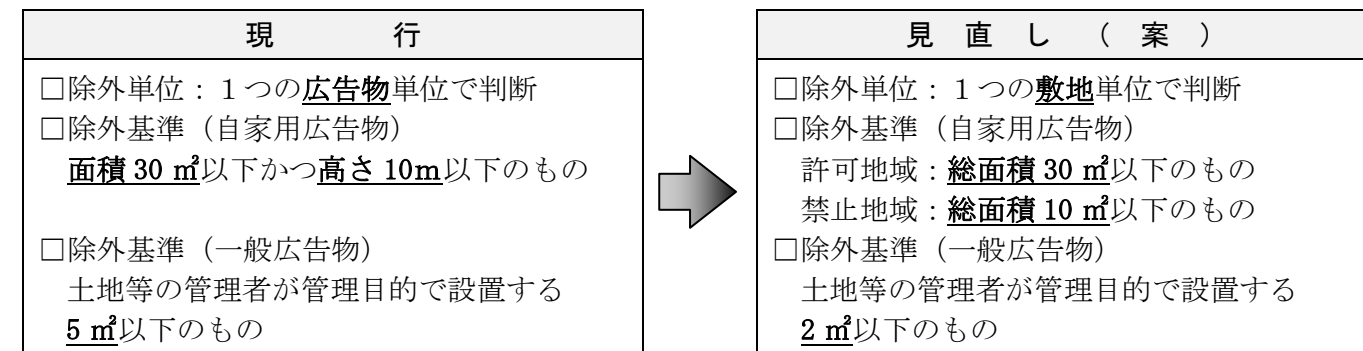 現 行
□除外単位：１つの広告物単位で判断
□除外基準（自家用広告物）
面積 30 ㎡以下かつ高さ 10m以下のもの
□除外基準（一般広告物）
土地等の管理者が管理目的で設置する
5 ㎡以下のもの
見 直 し （ 案 ）
□除外単位：１つの敷地単位で判断
□除外基準（自家用広告物）
許可地域：総面積 30 ㎡以下のもの
禁止地域：総面積 10 ㎡以下のもの
□除外基準（一般広告物）
土地等の管理者が管理目的で設置する
2 ㎡以下のもの